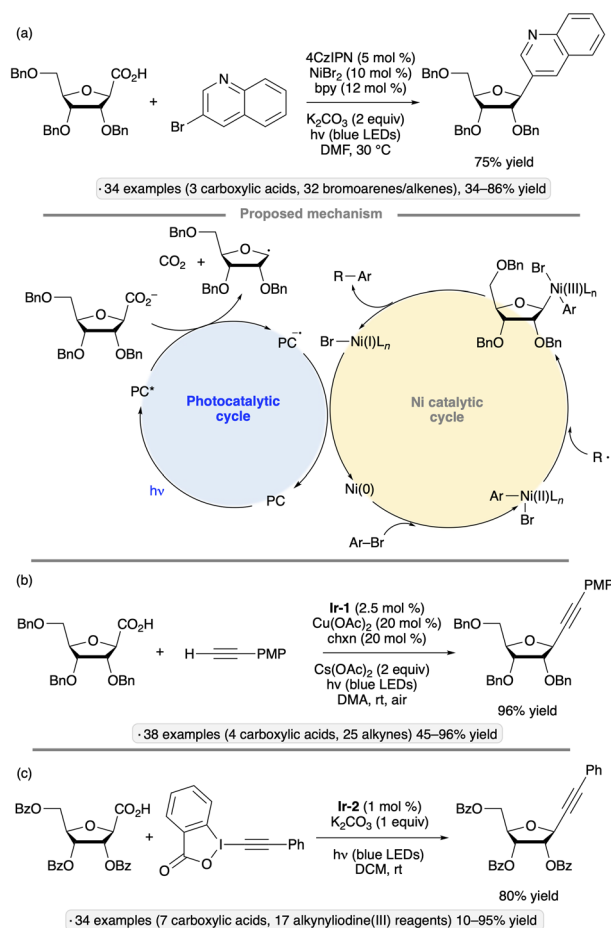 (a)
BnO
O
CO2H
BnO
OBn
+
Br
N
4CzIPN (5 mol %)
NiBr2 (10 mol %)
bpy (12 mol %)
K2CO3 (2 equiv)
hv (blue LEDs)
DMF, 30 °C
BnO
O
N
BnO
OBn
75% yield
· 34 examples (3 carboxylic acids, 32 bromoarenes/alkenes), 34–86% yield
Proposed mechanism
BnO
O
CO2 +
BnO
OBn
BnO
O
CO2−
BnO
OBn
R–Ar
Br–Ni(I)Ln
OBn
Br
Ni(III)Ln
Ar
O
BnO
OBn
PC−•
PC*
Photocatalytic
cycle
Ni catalytic
cycle
hν
PC
Ni(0)
Ar–Br
Ar–Ni(II)Ln
Br
R ·
(b)
BnO
O
CO2H
BnO
OBn
+
H
PMP
Ir-1 (2.5 mol %)
Cu(OAc)2 (20 mol %)
chxn (20 mol %)
Cs(OAc)2 (2 equiv)
hv (blue LEDs)
DMA, rt, air
PMP
BnO
O
BnO
OBn
96% yield
· 38 examples (4 carboxylic acids, 25 alkynes) 45–96% yield
(c)
BzO
O
CO2H
BzO
OBz
+
I
O
O
Ph
Ir-2 (1 mol %)
K2CO3 (1 equiv)
hv (blue LEDs)
DCM, rt
Ph
BzO
O
BzO
OBz
80% yield
· 34 examples (7 carboxylic acids, 17 alkynyliodine(III) reagents) 10–95% yield